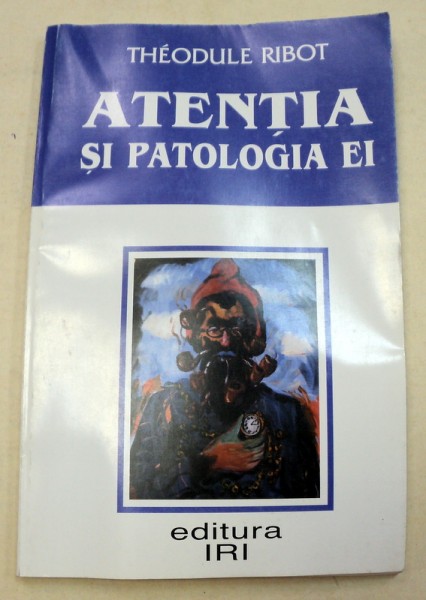 THÉODULE RIBOT
ATENȚIA
ȘI PATOLOGIA EI
editura
IRI